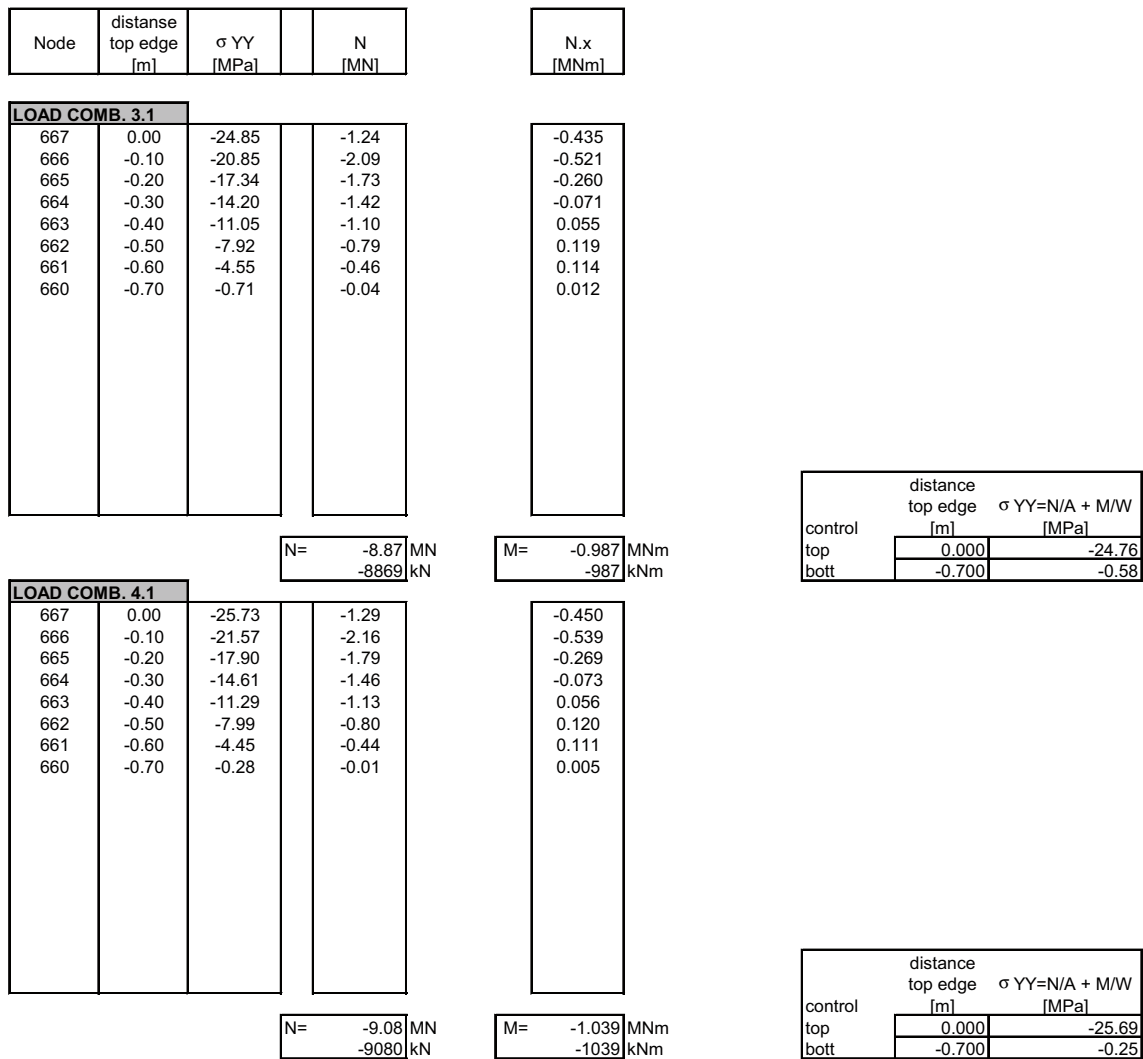 Node distanse top edge [m] σ YY [MPa] N [MN] N.x [MNm]
LOAD COMB. 3.1
667 0.00 -24.85 -1.24 -0.435
666 -0.10 -20.85 -2.09 -0.521
665 -0.20 -17.34 -1.73 -0.260
664 -0.30 -14.20 -1.42 -0.071
663 -0.40 -11.05 -1.10 0.055
662 -0.50 -7.92 -0.79 0.119
661 -0.60 -4.55 -0.46 0.114
660 -0.70 -0.71 -0.04 0.012
distance
top edge σ YY=N/A + M/W
control [m] [MPa]
N= -8.87 MN M= -0.987 MNm top 0.000 -24.76
-8869 kN -987 kNm bott -0.700 -0.58
LOAD COMB. 4.1
667 0.00 -25.73 -1.29 -0.450
666 -0.10 -21.57 -2.16 -0.539
665 -0.20 -17.90 -1.79 -0.269
664 -0.30 -14.61 -1.46 -0.073
663 -0.40 -11.29 -1.13 0.056
662 -0.50 -7.99 -0.80 0.120
661 -0.60 -4.45 -0.44 0.111
660 -0.70 -0.28 -0.01 0.005
distance
top edge σ YY=N/A + M/W
control [m] [MPa]
N= -9.08 MN M= -1.039 MNm top 0.000 -25.69
-9080 kN -1039 kNm bott -0.700 -0.25